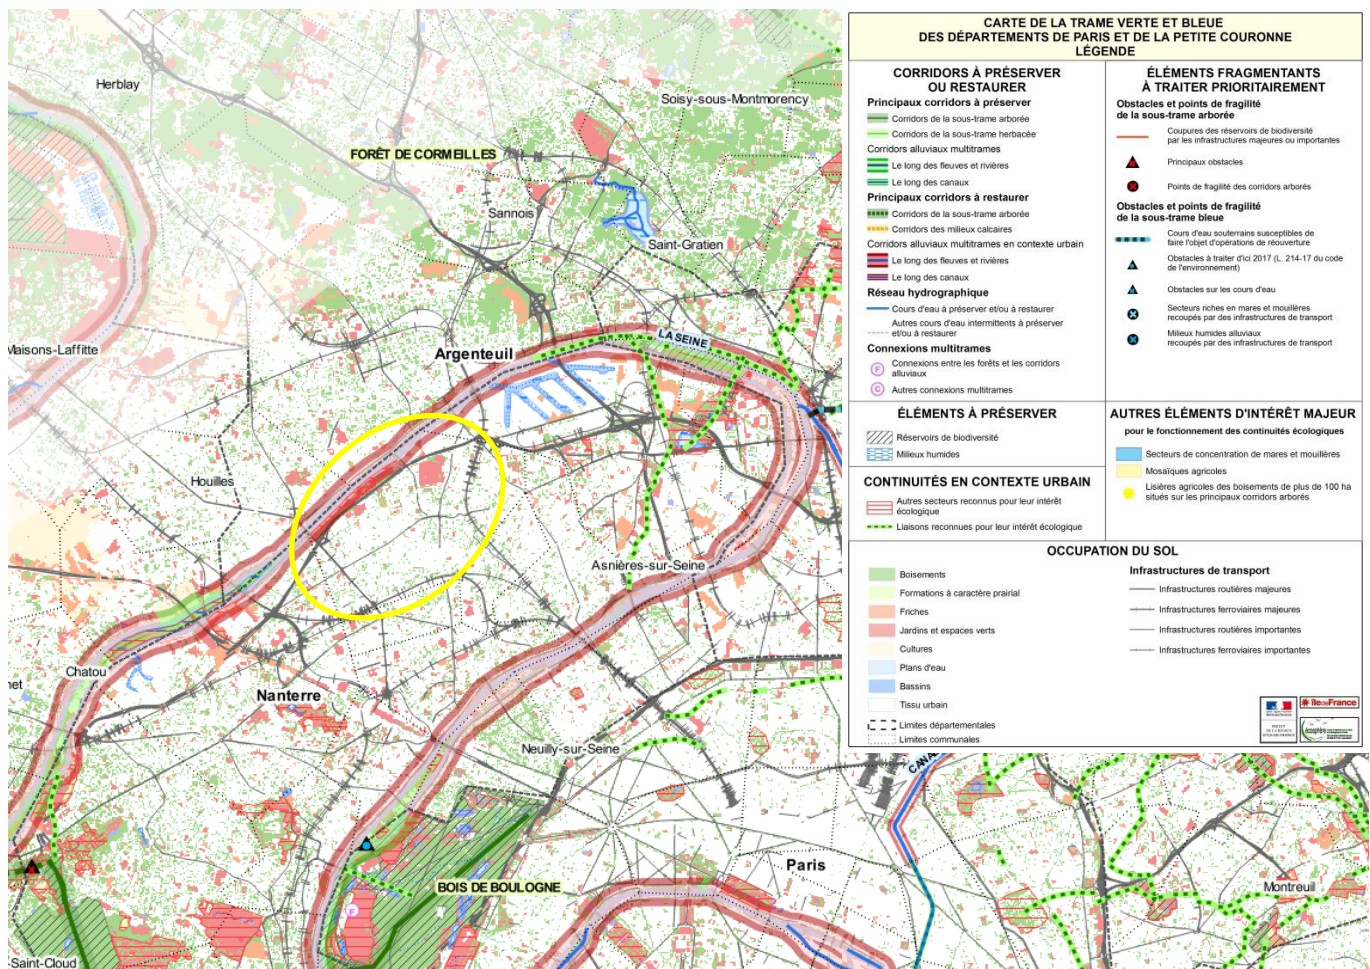 Herblay
Soisy-sous-Montmorency
FORÊT DE CORMEILLES
Sannois
Saint-Gratien
Maisons-Laffitte
Argenteuil
LA SEINE
Houilles
Asnières-sur-Seine
Chatou
Nanterre
Neuilly-sur-Seine
BOIS DE BOULOGNE
Paris
Montreuil
Saint-Cloud
F
CARTE DE LA TRAME VERTE ET BLEUE
DES DÉPARTEMENTS DE PARIS ET DE LA PETITE COURONNE
LÉGENDE
CORRIDORS À PRÉSERVER
OU RESTAURER
Principaux corridors à préserver
Corridors de la sous-trame arborée
Corridors de la sous-trame herbacée
Corridors alluviaux multitrames
Le long des fleuves et rivières
Le long des canaux
Principaux corridors à restaurer
Corridors de la sous-trame arborée
Corridors des milieux calcaires
Corridors alluviaux multitrames en contexte urbain
Le long des fleuves et rivières
Le long des canaux
Réseau hydrographique
Cours d'eau à préserver et/ou à restaurer
Autres cours d'eau intermittents à préserver
et/ou à restaurer
Connexions multitrames
F Connexions entre les forêts et les corridors
alluviaux
C Autres connexions multitrames
ÉLÉMENTS FRAGMENTANTS
À TRAITER PRIORITAIREMENT
Obstacles et points de fragilité
de la sous-trame arborée
Coupures des réservoirs de biodiversité
par les infrastructures majeures ou importantes
Principaux obstacles
Points de fragilité des corridors arborés
Obstacles et points de fragilité
de la sous-trame bleue
Cours d'eau souterrains susceptibles de
faire l'objet d'opérations de réouverture
Obstacles à traiter d'ici 2017 (L. 214-17 du code
de l'environnement)
Obstacles sur les cours d'eau
Secteurs riches en mares et mouillères
recoupés par des infrastructures de transport
Milieux humides alluviaux
recoupés par des infrastructures de transport
ÉLÉMENTS À PRÉSERVER
Réservoirs de biodiversité
Milieux humides
CONTINUITÉS EN CONTEXTE URBAIN
Autres secteurs reconnus pour leur intérêt
écologique
Liaisons reconnues pour leur intérêt écologique
AUTRES ÉLÉMENTS D'INTÉRÊT MAJEUR
pour le fonctionnement des continuités écologiques
Secteurs de concentration de mares et mouillères
Mosaïques agricoles
Lisières agricoles des boisements de plus de 100 ha
situés sur les principaux corridors arborés
OCCUPATION DU SOL
Boisements
Formations à caractère prairial
Friches
Jardins et espaces verts
Cultures
Plans d'eau
Bassins
Tissu urbain
Limites départementales
Limites communales
Infrastructures de transport
Infrastructures routières majeures
Infrastructures ferroviaires majeures
Infrastructures routières importantes
Infrastructures ferroviaires importantes
île de France
écosphère